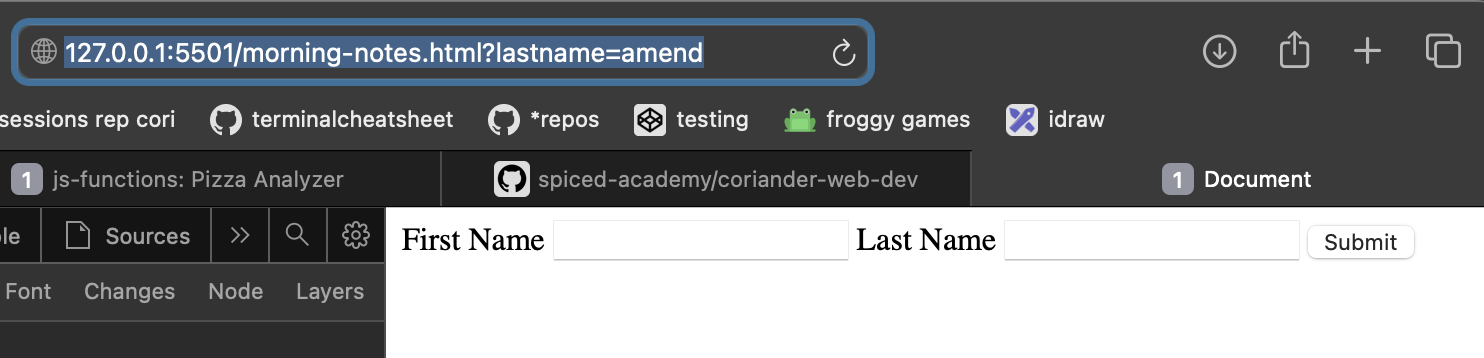 127.0.0.1:5501/morning-notes.html?lastname=amend
sessions rep cori terminalcheatsheet *repos testing froggy games idraw
1 js-functions: Pizza Analyzer spiced-academy/coriander-web-dev 1 Document
le Sources
First Name Last Name Submit
Font Changes Node Layers